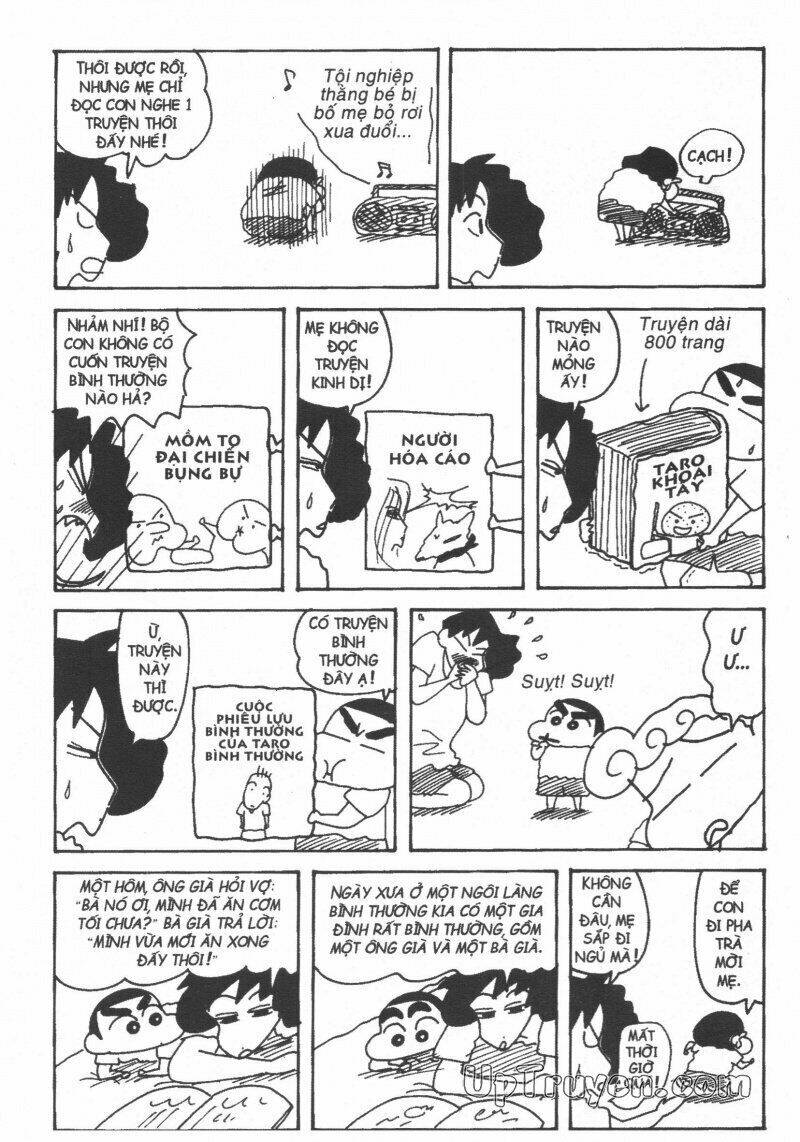 CẠCH!
Tội nghiệp
thằng bé bị
bố mẹ bỏ rơi
xua đuổi...
THÔI ĐƯỢC RỒI,
NHƯNG MẸ CHỈ
ĐỌC CON NGHE 1
TRUYỆN THÔI
ĐẤY NHÉ!
Truyện dài
800 trang
TARO
KHOAI
TÂY
TRUYỆN
NÀO
MỎNG
ẤY!
MẸ KHÔNG
ĐỌC
TRUYỆN
KINH DỊ!
NGƯỜI
HÓA CÁO
NHẢM NHÍ! BỘ
CON KHÔNG CÓ
CUỐN TRUYỆN
BÌNH THƯỜNG
NÀO HẢ?
MỒM TO
ĐẠI CHIẾN
BỤNG BỰ
Ư
Ư...
Suỵt! Suỵt!
CÓ TRUYỆN
BÌNH
THƯỜNG
ĐÂY Ạ!
CUỘC
PHIÊU LƯU
BÌNH THƯỜNG
CỦA TARO
BÌNH THƯỜNG
Ừ,
TRUYỆN
NÀY
THÌ
ĐƯỢC.
ĐỂ
CON
ĐI PHA
TRÀ
MỜI
MẸ.
KHÔNG
CẦN
ĐÂU, MẸ
SẮP ĐI
NGỦ MÀ!
MẤT
THỜI
GIỜ
NGÀY XƯA Ở MỘT NGÔI LÀNG
BÌNH THƯỜNG KIA CÓ MỘT GIA
ĐÌNH RẤT BÌNH THƯỜNG, GỒM
MỘT ÔNG GIÀ VÀ MỘT BÀ GIÀ.
MỘT HÔM, ÔNG GIÀ HỎI VỢ:
"BÀ NÓ ƠI, MÌNH ĐÃ ĂN CƠM
TỐI CHƯA?" BÀ GIÀ TRẢ LỜI:
"MÌNH VỪA MỚI ĂN XONG
ĐẤY THÔI!"
UpTruyen.com